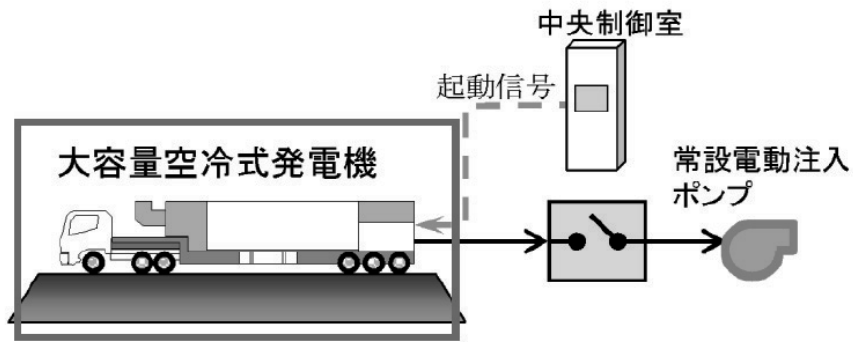 中央制御室
起動信号
大容量空冷式発電機
常設電動注入
ポンプ